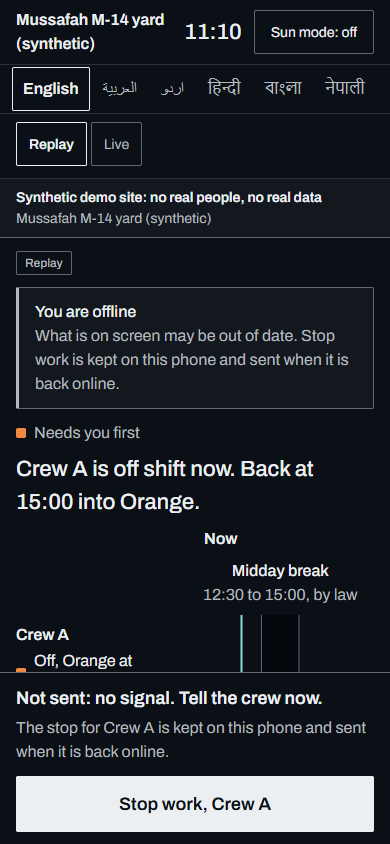 Mussafah M-14 yard
(synthetic)
11:10
Sun mode: off
English
العربية
اردو
हिन्दी
বাংলা
नेपाली
Replay
Live
Synthetic demo site: no real people, no real data
Mussafah M-14 yard (synthetic)
Replay
You are offline
What is on screen may be out of date. Stop
work is kept on this phone and sent when it is
back online.
Needs you first
Crew A is off shift now. Back at
15:00 into Orange.
Now
Midday break
12:30 to 15:00, by law
Crew A
Off, Orange at
Not sent: no signal. Tell the crew now.
The stop for Crew A is kept on this phone and sent
when it is back online.
Stop work, Crew A